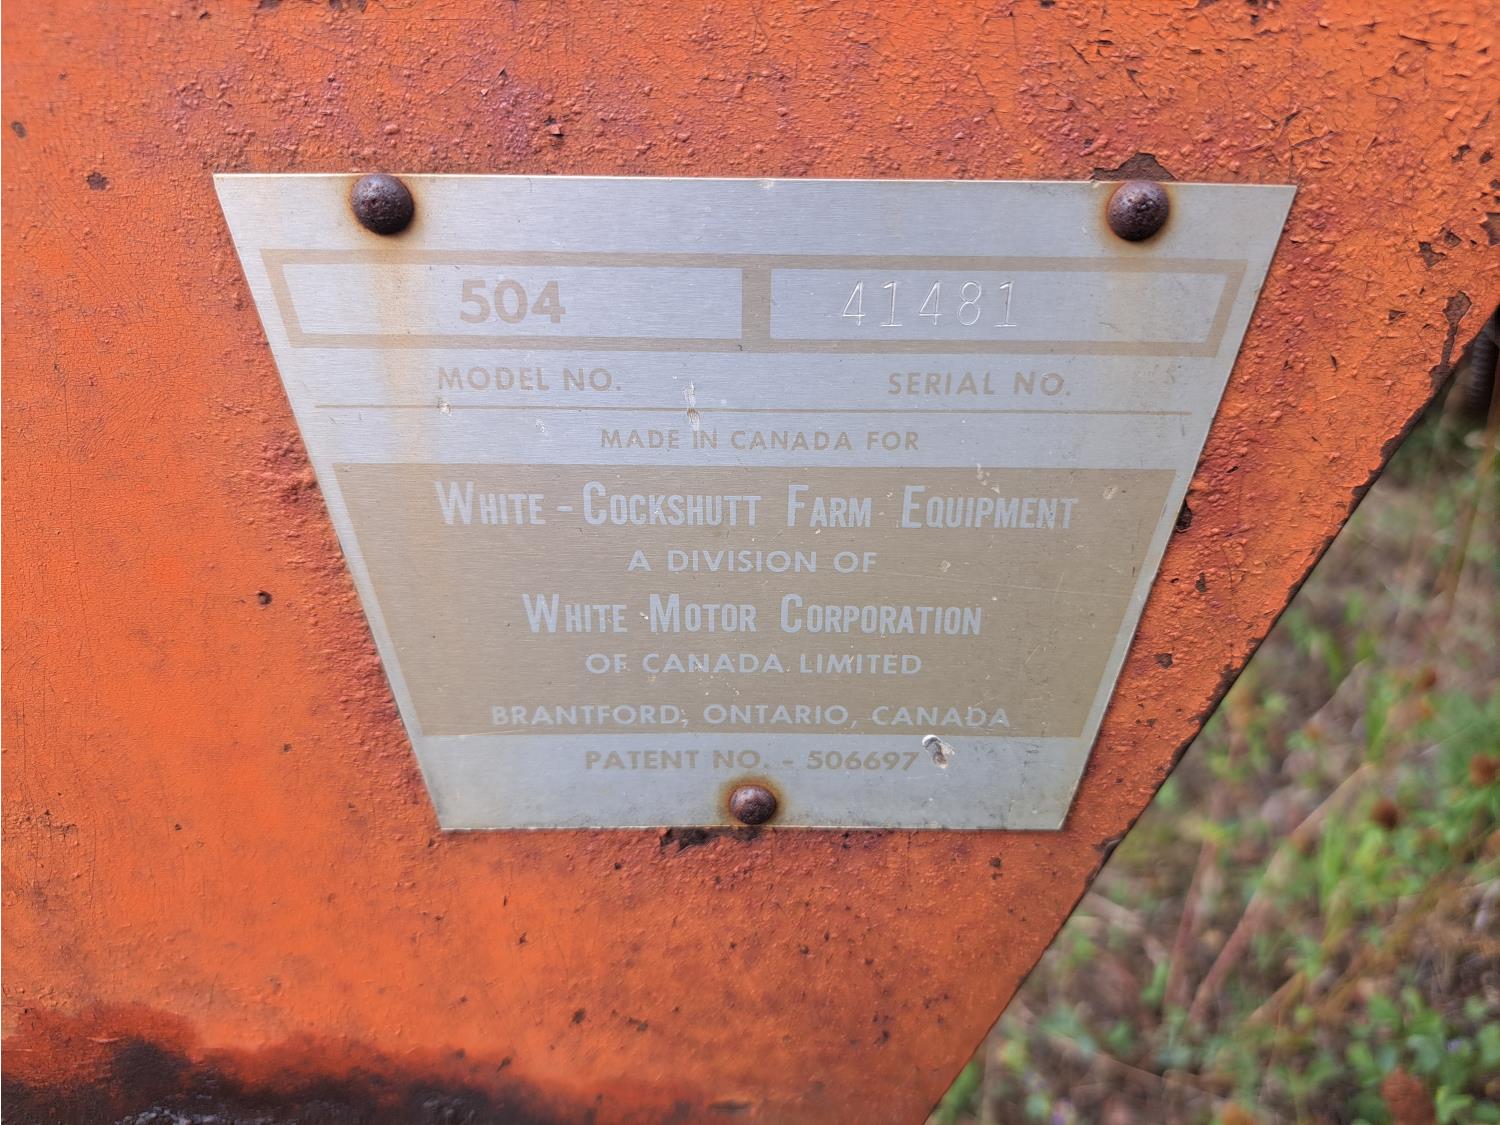 504 41481
MODEL NO. SERIAL NO.
MADE IN CANADA FOR
WHITE - COCKSHUTT FARM EQUIPMENT
A DIVISION OF
WHITE MOTOR CORPORATION
OF CANADA LIMITED
BRANTFORD, ONTARIO, CANADA
PATENT NO. - 506697